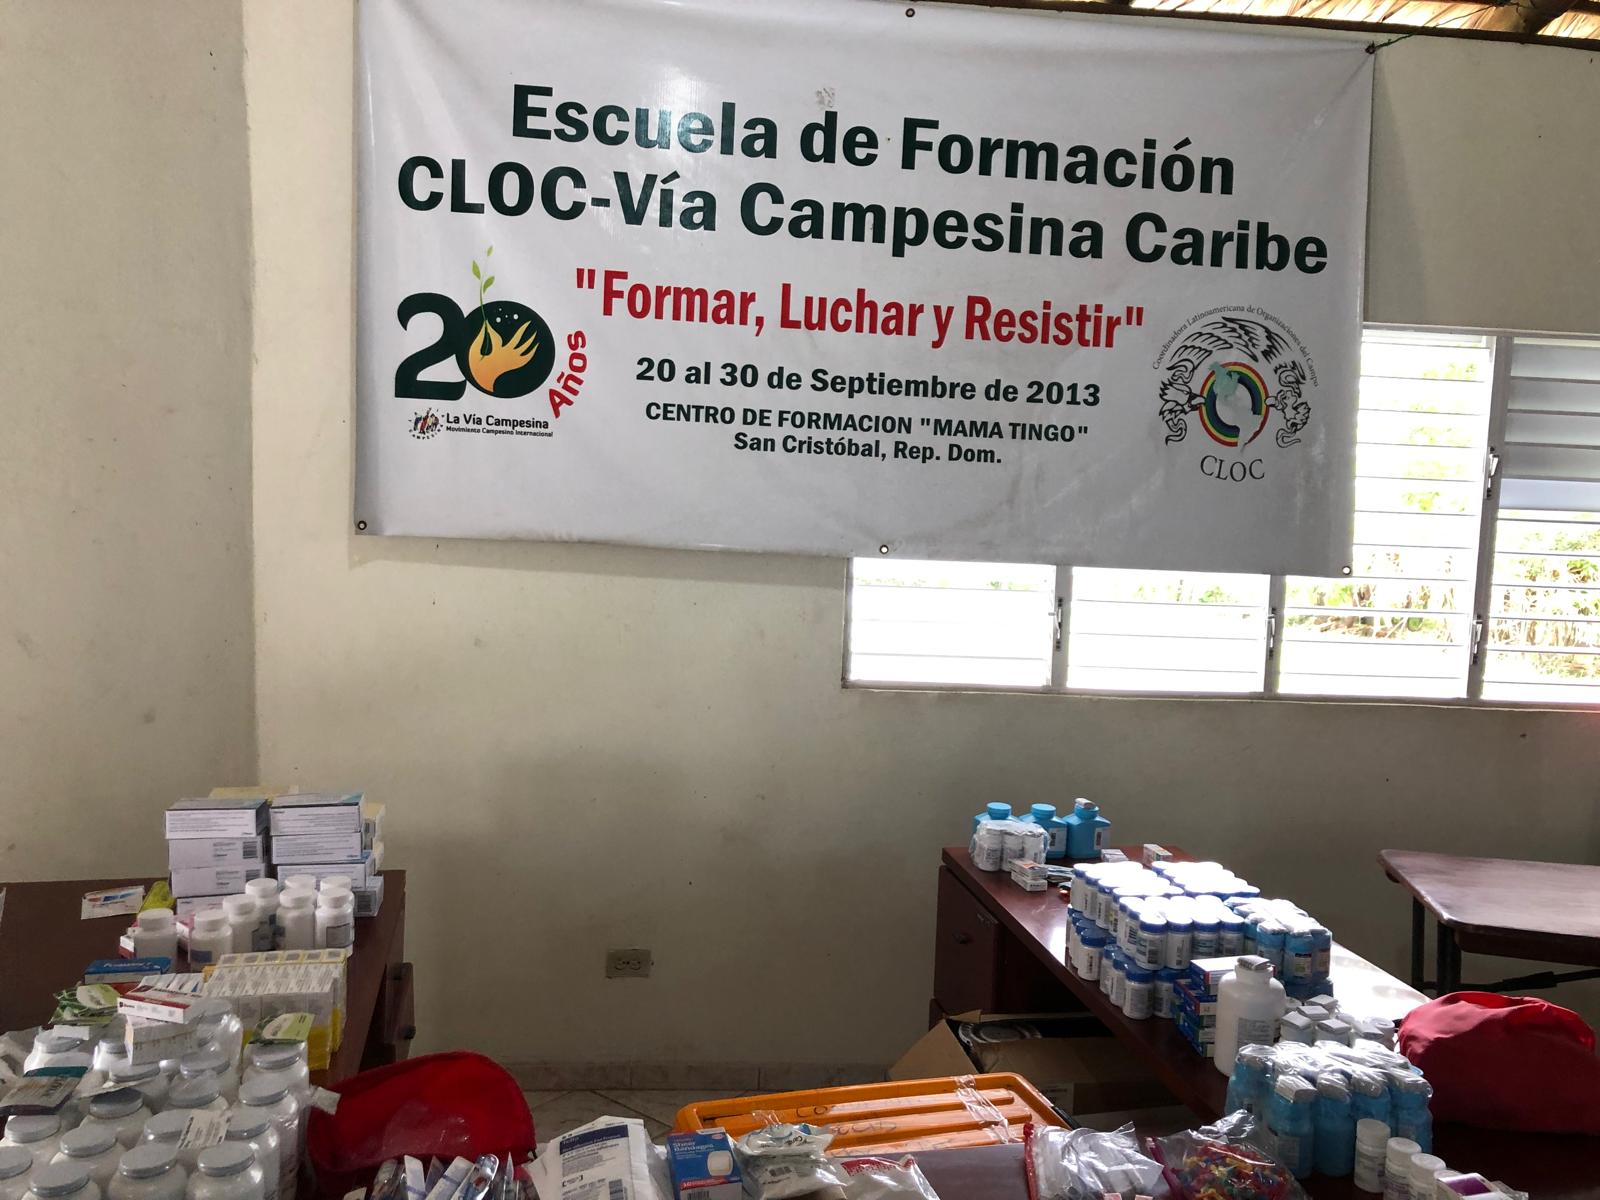 Escuela de Formación
CLOC-Vía Campesina Caribe
"Formar, Luchar y Resistir"
20 Años
20 al 30 de Septiembre de 2013
CENTRO DE FORMACION "MAMA TINGO"
San Cristóbal, Rep. Dom.
La Vía Campesina
Movimiento Campesino Internacional
Coordinadora Latinoamericana de Organizaciones del Campo
CLOC
Sheer
Bandages